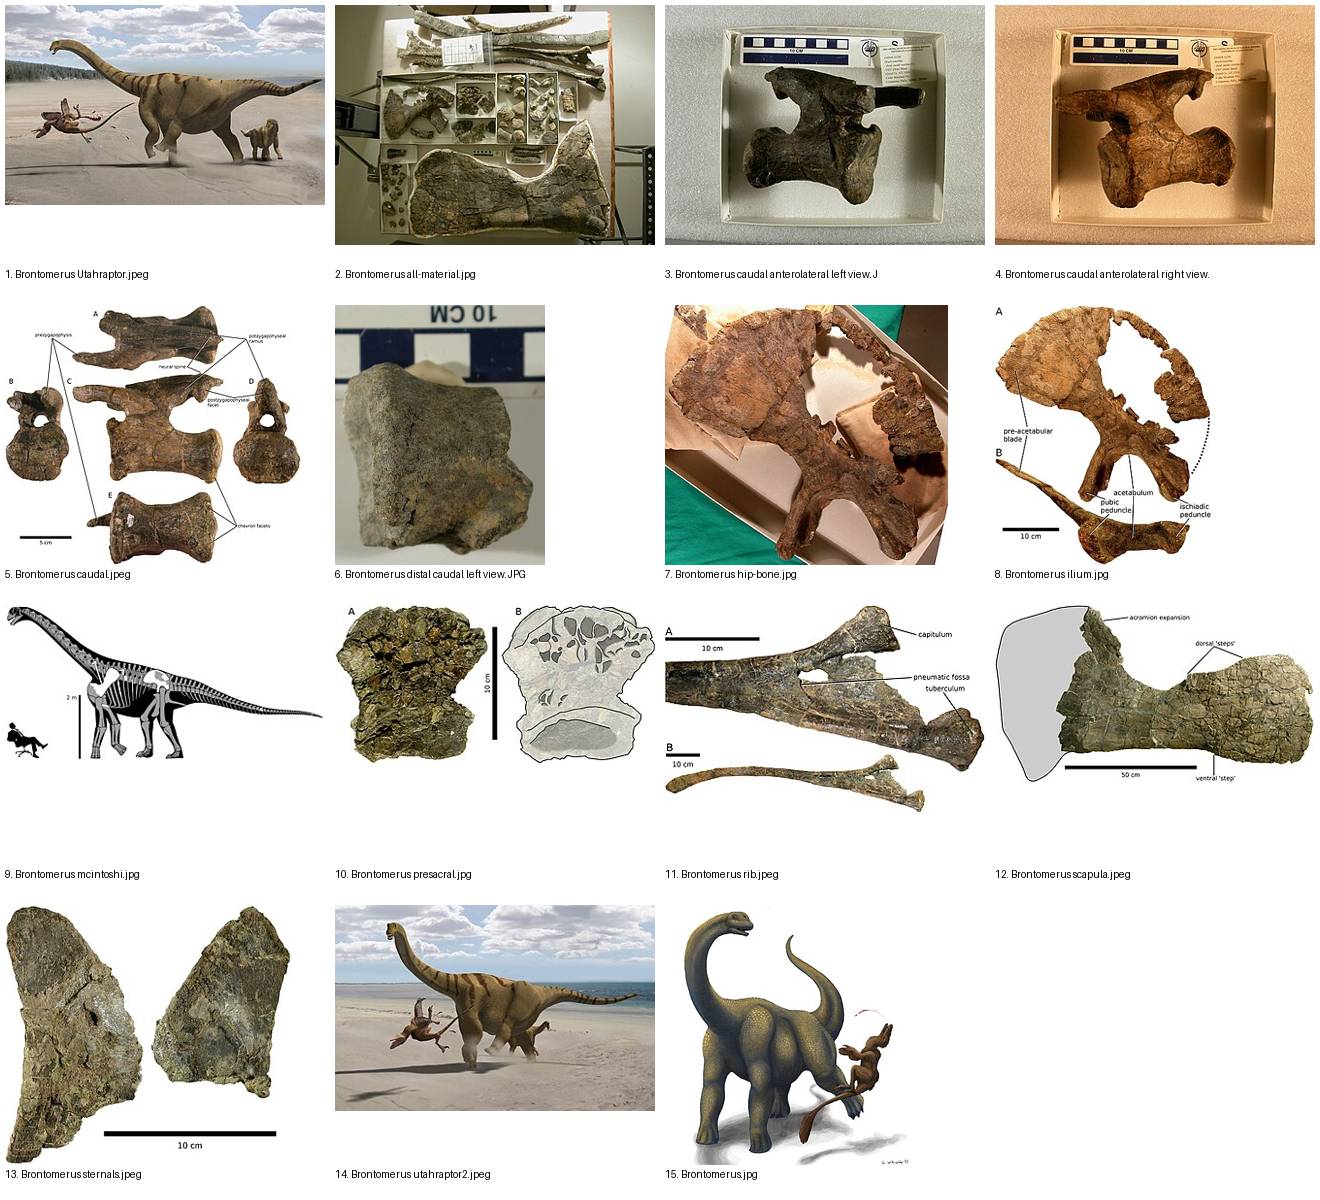 1. Brontomerus Utahraptor.jpeg
10 CM
10 CM
2. Brontomerus all-material.jpg
3. Brontomerus caudal anterolateral left view. J
4. Brontomerus caudal anterolateral right view.
A
prezygapophysis
postzygapophyseal
ramus
neural spine
B
C
D
postzygapophyseal
facet
E
chevron facets
5 cm
5. Brontomerus caudal.jpeg
10 CM
6. Brontomerus distal caudal left view. JPG
7. Brontomerus hip-bone.jpg
A
pre-acetabular
blade
B
acetabulum
pubic
peduncle
ischiadic
peduncle
10 cm
8. Brontomerus ilium.jpg
2 m
9. Brontomerus mcintoshi.jpg
A
B
10 cm
10. Brontomerus presacral.jpg
A
10 cm
capitulum
pneumatic fossa
tuberculum
B
10 cm
11. Brontomerus rib.jpeg
acromion expansion
dorsal 'steps'
50 cm
ventral 'step'
12. Brontomerus scapula.jpeg
10 cm
13. Brontomerus sternals.jpeg
14. Brontomerus utahraptor2.jpeg
15. Brontomerus.jpg